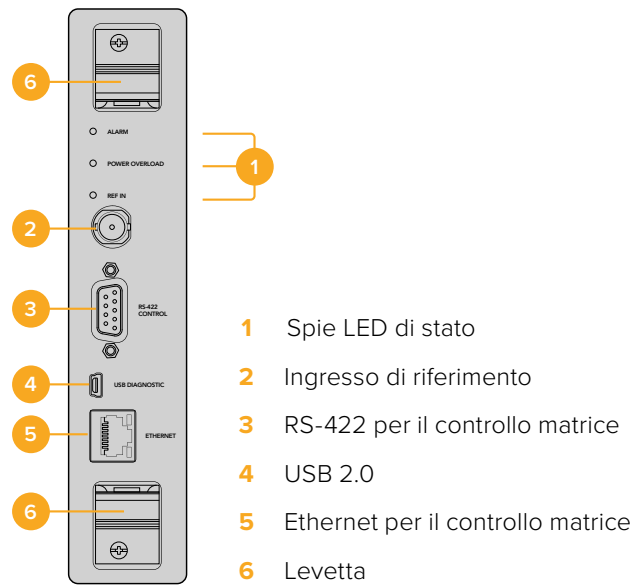 6
ALARM
POWER OVERLOAD
1
REF IN
2
3
RS-422
CONTROL
4
USB DIAGNOSTIC
5
ETHERNET
6
1 Spie LED di stato
2 Ingresso di riferimento
3 RS-422 per il controllo matrice
4 USB 2.0
5 Ethernet per il controllo matrice
6 Levetta